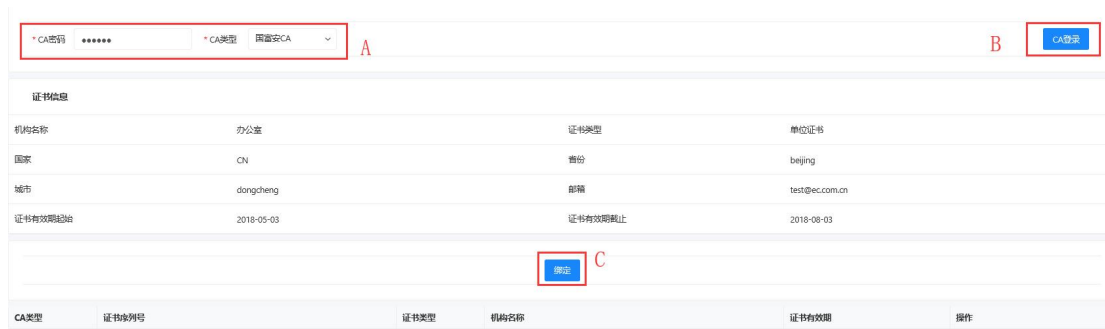 * CA密码 •••••• * CA类型 国富安CA A B CA登录
证书信息
机构名称 办公室 证书类型 单位证书
国家 CN 省份 beijing
城市 dongcheng 邮箱 test@ec.com.cn
证书有效期起始 2018-05-03 证书有效期截止 2018-08-03
绑定 C
CA类型 证书序列号 证书类型 机构名称 证书有效期 操作